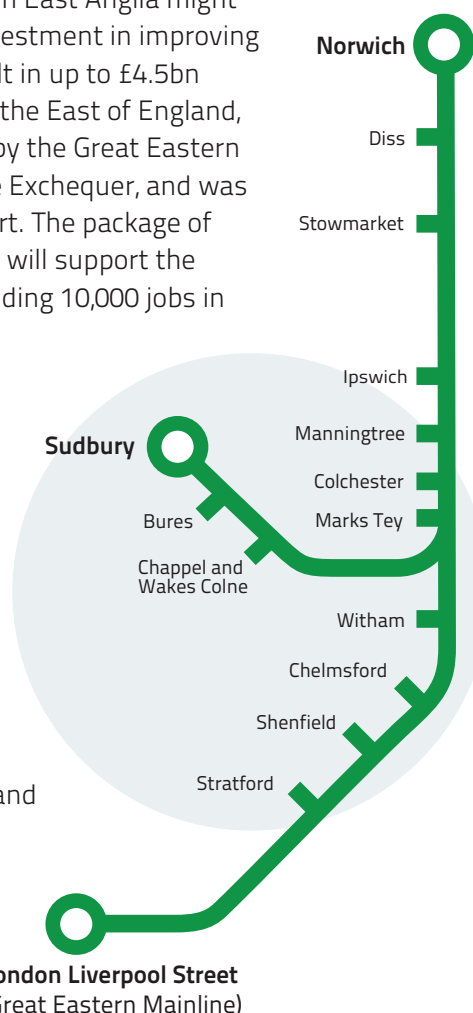 East Anglia might
estment in improving
lt in up to £4.5bn
the East of England,
by the Great Eastern
Exchequer, and was
rt. The package of
will support the
ding 10,000 jobs in
and
Norwich
Diss
Stowmarket
Ipswich
Manningtree
Colchester
Marks Tey
Sudbury
Bures
Chappel and
Wakes Colne
Witham
Chelmsford
Shenfield
Stratford
ondon Liverpool Street
Great Eastern Mainline)